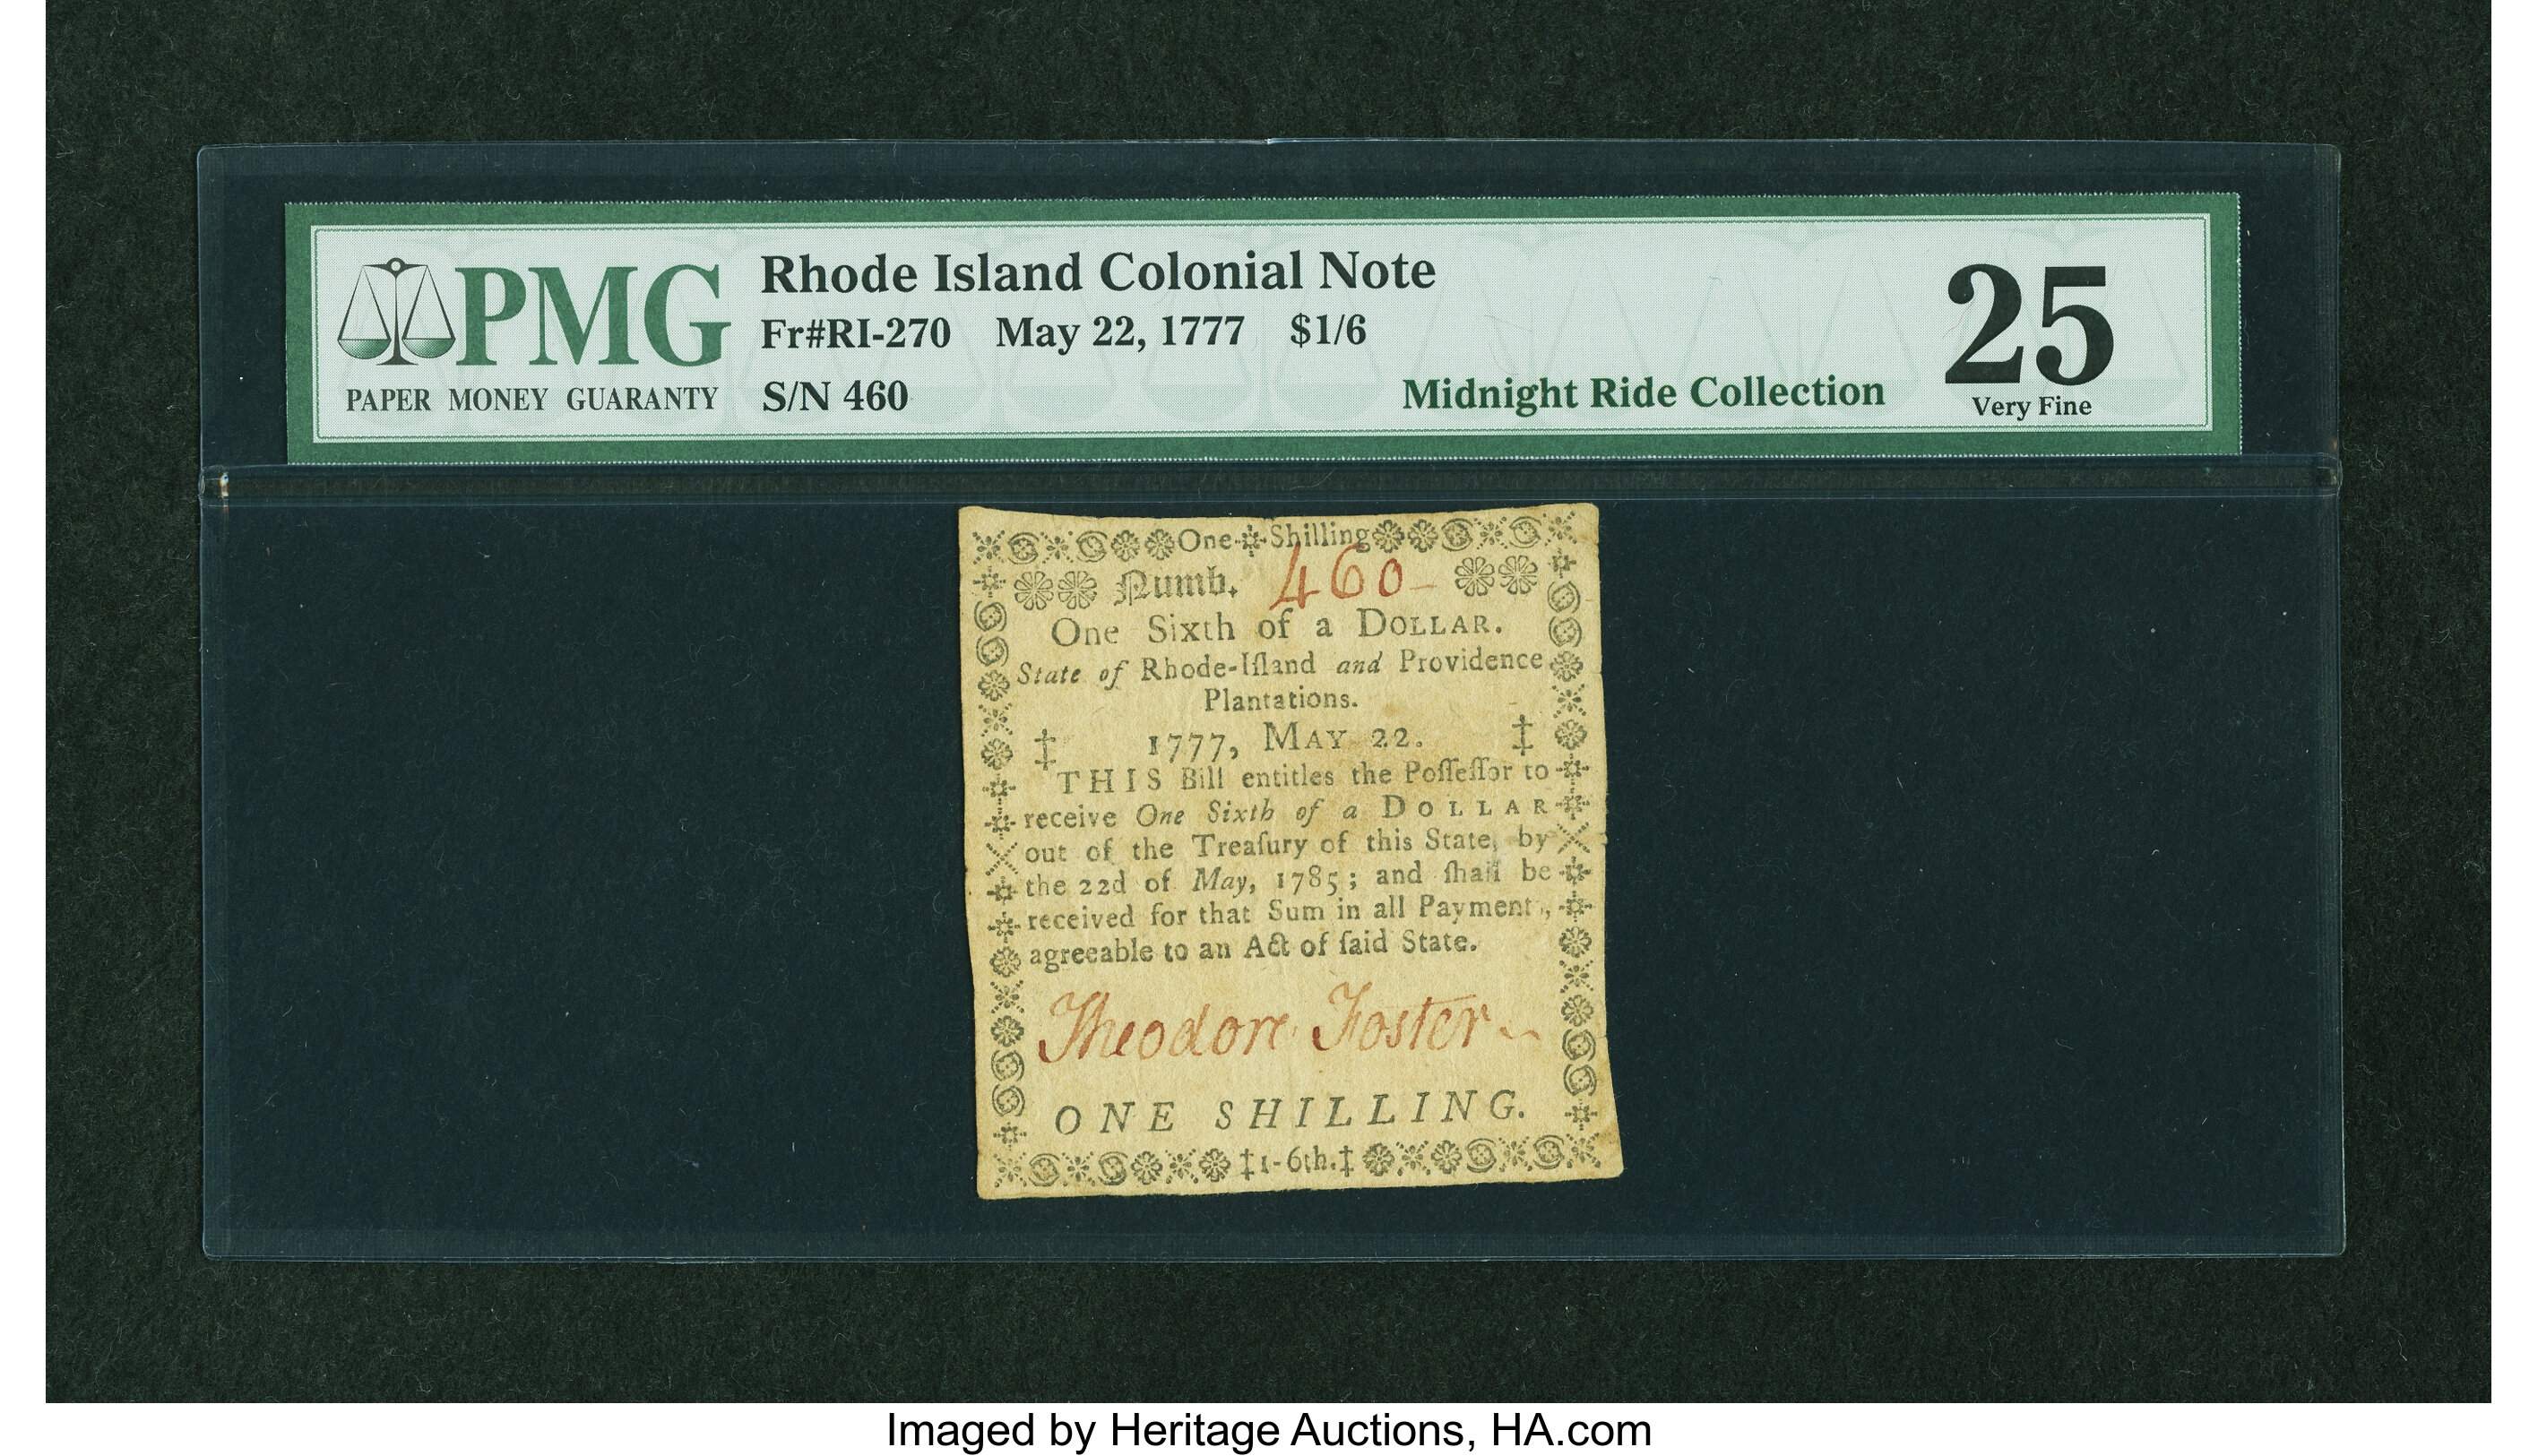 PMG
PAPER MONEY GUARANTY
Rhode Island Colonial Note
Fr#RI-270 May 22, 1777 $1/6
S/N 460
Midnight Ride Collection
25
Very Fine
One Shilling
Numb. 460
One Sixth of a DOLLAR.
State of Rhode-Iſland and Providence
Plantations.
‡ 1777, MAY 22. ‡
THIS Bill entitles the Poſſeſſor to
receive One Sixth of a DOLLAR
out of the Treaſury of this State, by
the 22d of May, 1785; and ſhall be
received for that Sum in all Payments,
agreeable to an Act of ſaid State.
Theodore Foster
ONE SHILLING.
‡1-6th.‡
Imaged by Heritage Auctions, HA.com